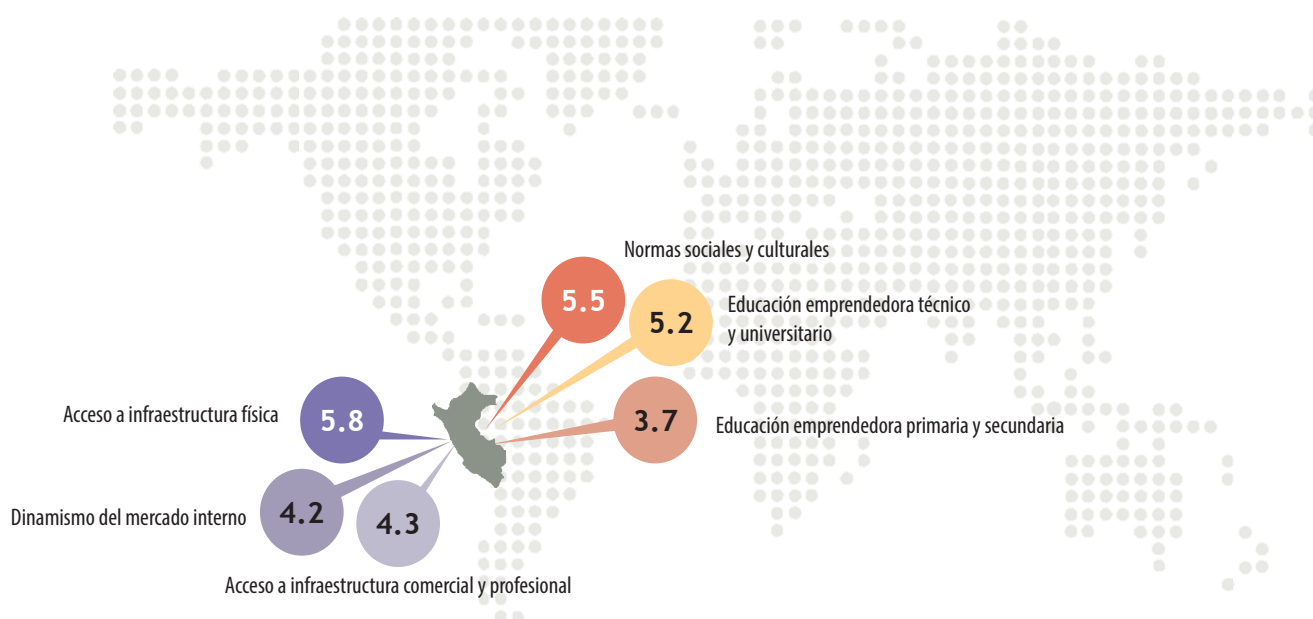 Normas sociales y culturales
5.5
Educación emprendedora técnico
y universitario
5.2
Acceso a infraestructura física
5.8
3.7
Educación emprendedora primaria y secundaria
Dinamismo del mercado interno
4.2
4.3
Acceso a infraestructura comercial y profesional